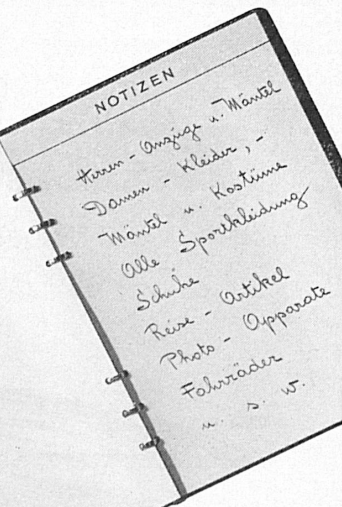 NOTIZEN
Herren - Anzüge u. Mäntel
Damen - Kleider, -
Mäntel u. Kostüme
Alle Sportkleidung
Schuhe
Reise - Artikel
Photo - Apparate
Fahrräder
u. s. w.